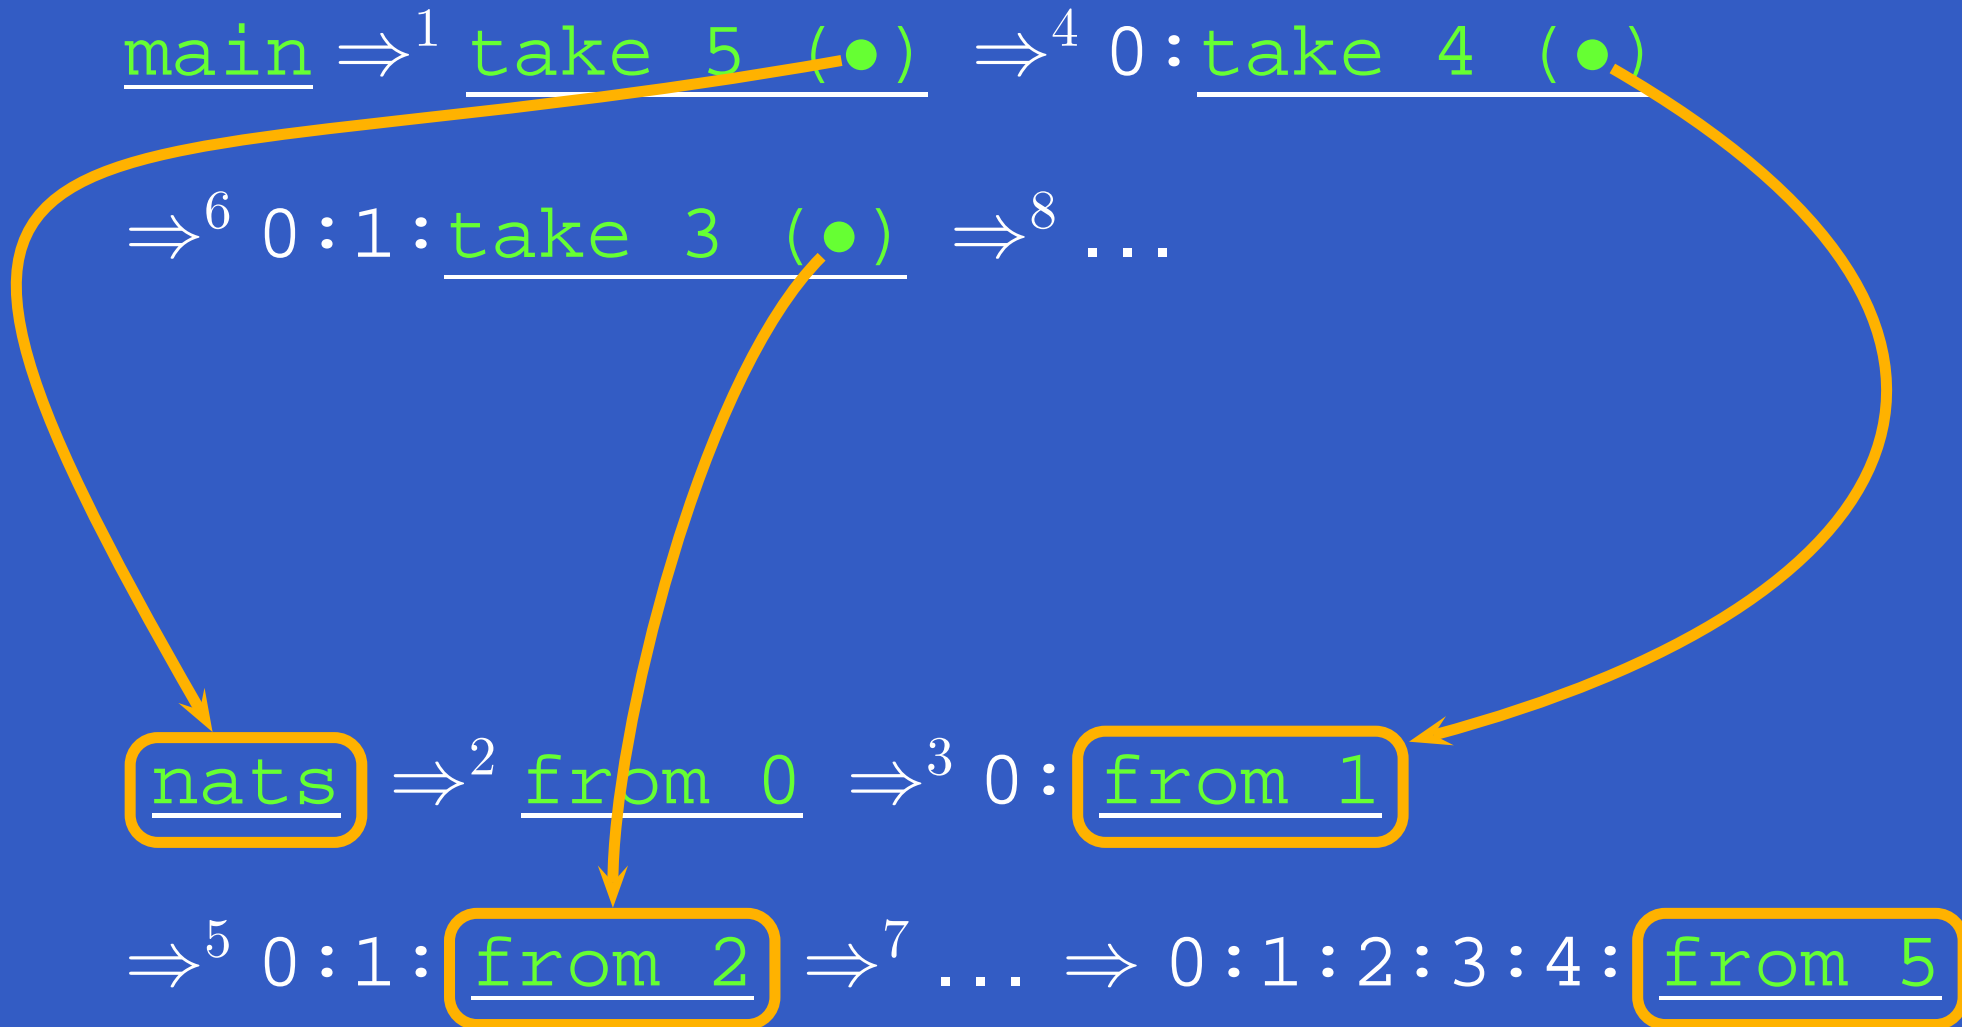 main ⇒¹ take 5 (●) ⇒⁴ 0:take 4 (●)
⇒⁶ 0:1:take 3 (●) ⇒⁸ ...
nats ⇒² from 0 ⇒³ 0:from 1
⇒⁵ 0:1:from 2 ⇒⁷ ... ⇒ 0:1:2:3:4:from 5